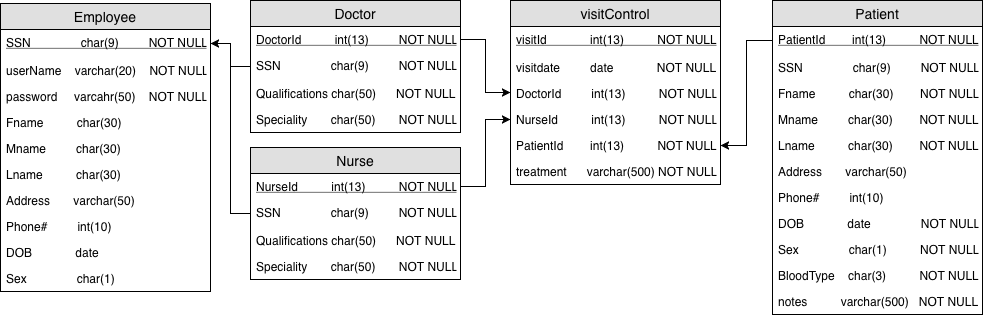 Employee
SSN char(9) NOT NULL
userName varchar(20) NOT NULL
password varcahr(50) NOT NULL
Fname char(30)
Mname char(30)
Lname char(30)
Address varchar(50)
Phone# int(10)
DOB date
Sex char(1)
Doctor
DoctorId int(13) NOT NULL
SSN char(9) NOT NULL
Qualifications char(50) NOT NULL
Speciality char(50) NOT NULL
Nurse
NurseId int(13) NOT NULL
SSN char(9) NOT NULL
Qualifications char(50) NOT NULL
Speciality char(50) NOT NULL
visitControl
visitId int(13) NOT NULL
visitdate date NOT NULL
DoctorId int(13) NOT NULL
NurseId int(13) NOT NULL
PatientId int(13) NOT NULL
treatment varchar(500) NOT NULL
Patient
PatientId int(13) NOT NULL
SSN char(9) NOT NULL
Fname char(30) NOT NULL
Mname char(30) NOT NULL
Lname char(30) NOT NULL
Address varchar(50)
Phone# int(10)
DOB date NOT NULL
Sex char(1) NOT NULL
BloodType char(3) NOT NULL
notes varchar(500) NOT NULL